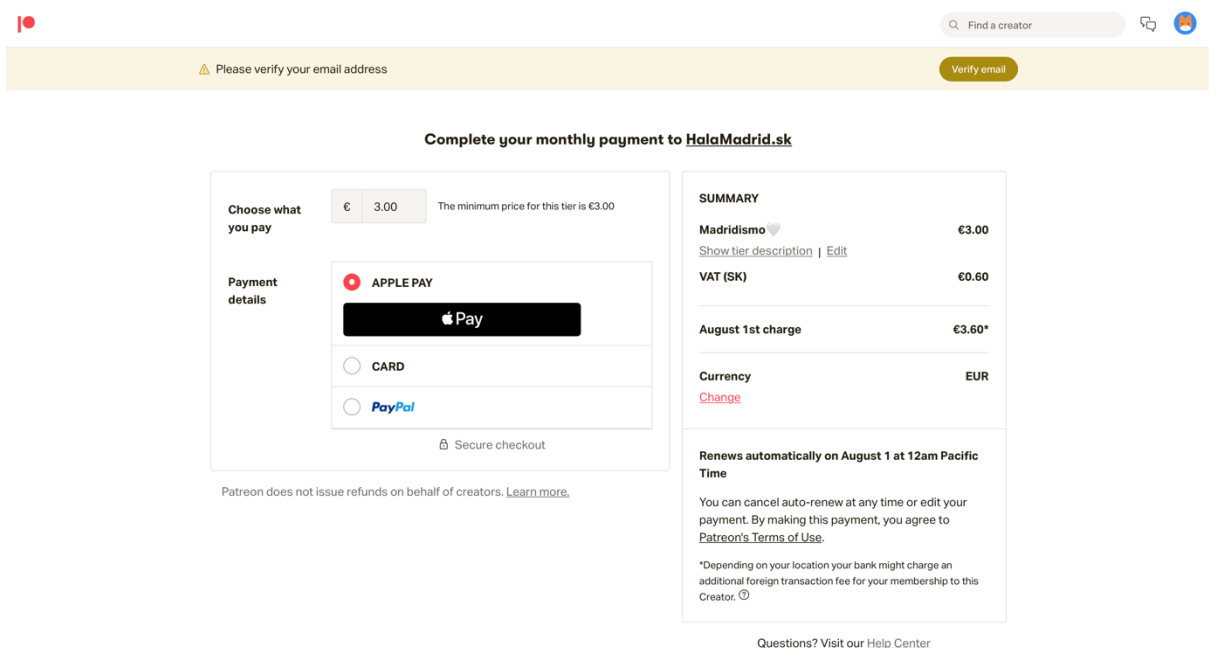 Find a creator
Please verify your email address
Verify email
Complete your monthly payment to HalaMadrid.sk
Choose what
you pay
€ 3.00
The minimum price for this tier is €3.00
Payment
details
APPLE PAY
Pay
CARD
PayPal
Secure checkout
Patreon does not issue refunds on behalf of creators. Learn more.
SUMMARY
Madridismo🤍 €3.00
Show tier description | Edit
VAT (SK) €0.60
August 1st charge €3.60*
Currency EUR
Change
Renews automatically on August 1 at 12am Pacific
Time
You can cancel auto-renew at any time or edit your
payment. By making this payment, you agree to
Patreon's Terms of Use.
*Depending on your location your bank might charge an
additional foreign transaction fee for your membership to this
Creator.
Questions? Visit our Help Center